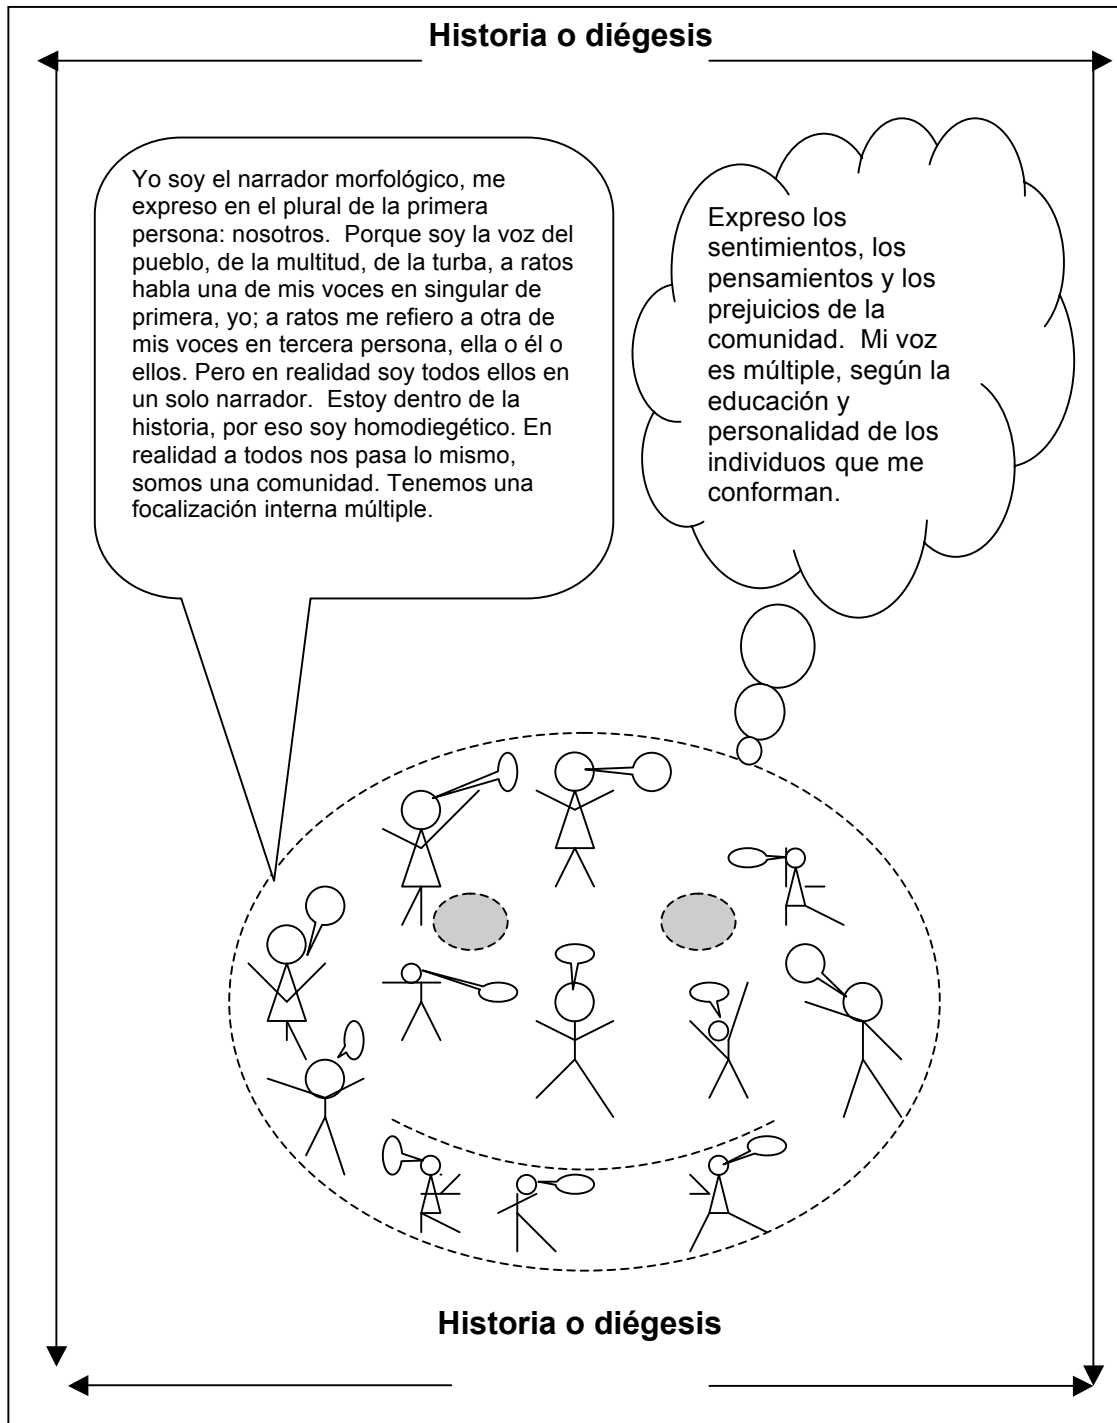 Historia o diégesis
Yo soy el narrador morfológico, me
expreso en el plural de la primera
persona: nosotros.  Porque soy la voz del
pueblo, de la multitud, de la turba, a ratos
habla una de mis voces en singular de
primera, yo; a ratos me refiero a otra de
mis voces en tercera persona, ella o él o
ellos. Pero en realidad soy todos ellos en
un solo narrador.  Estoy dentro de la
historia, por eso soy homodiegético. En
realidad a todos nos pasa lo mismo,
somos una comunidad. Tenemos una
focalización interna múltiple.
Expreso los
sentimientos, los
pensamientos y los
prejuicios de la
comunidad.  Mi voz
es múltiple, según la
educación y
personalidad de los
individuos que me
conforman.
Historia o diégesis